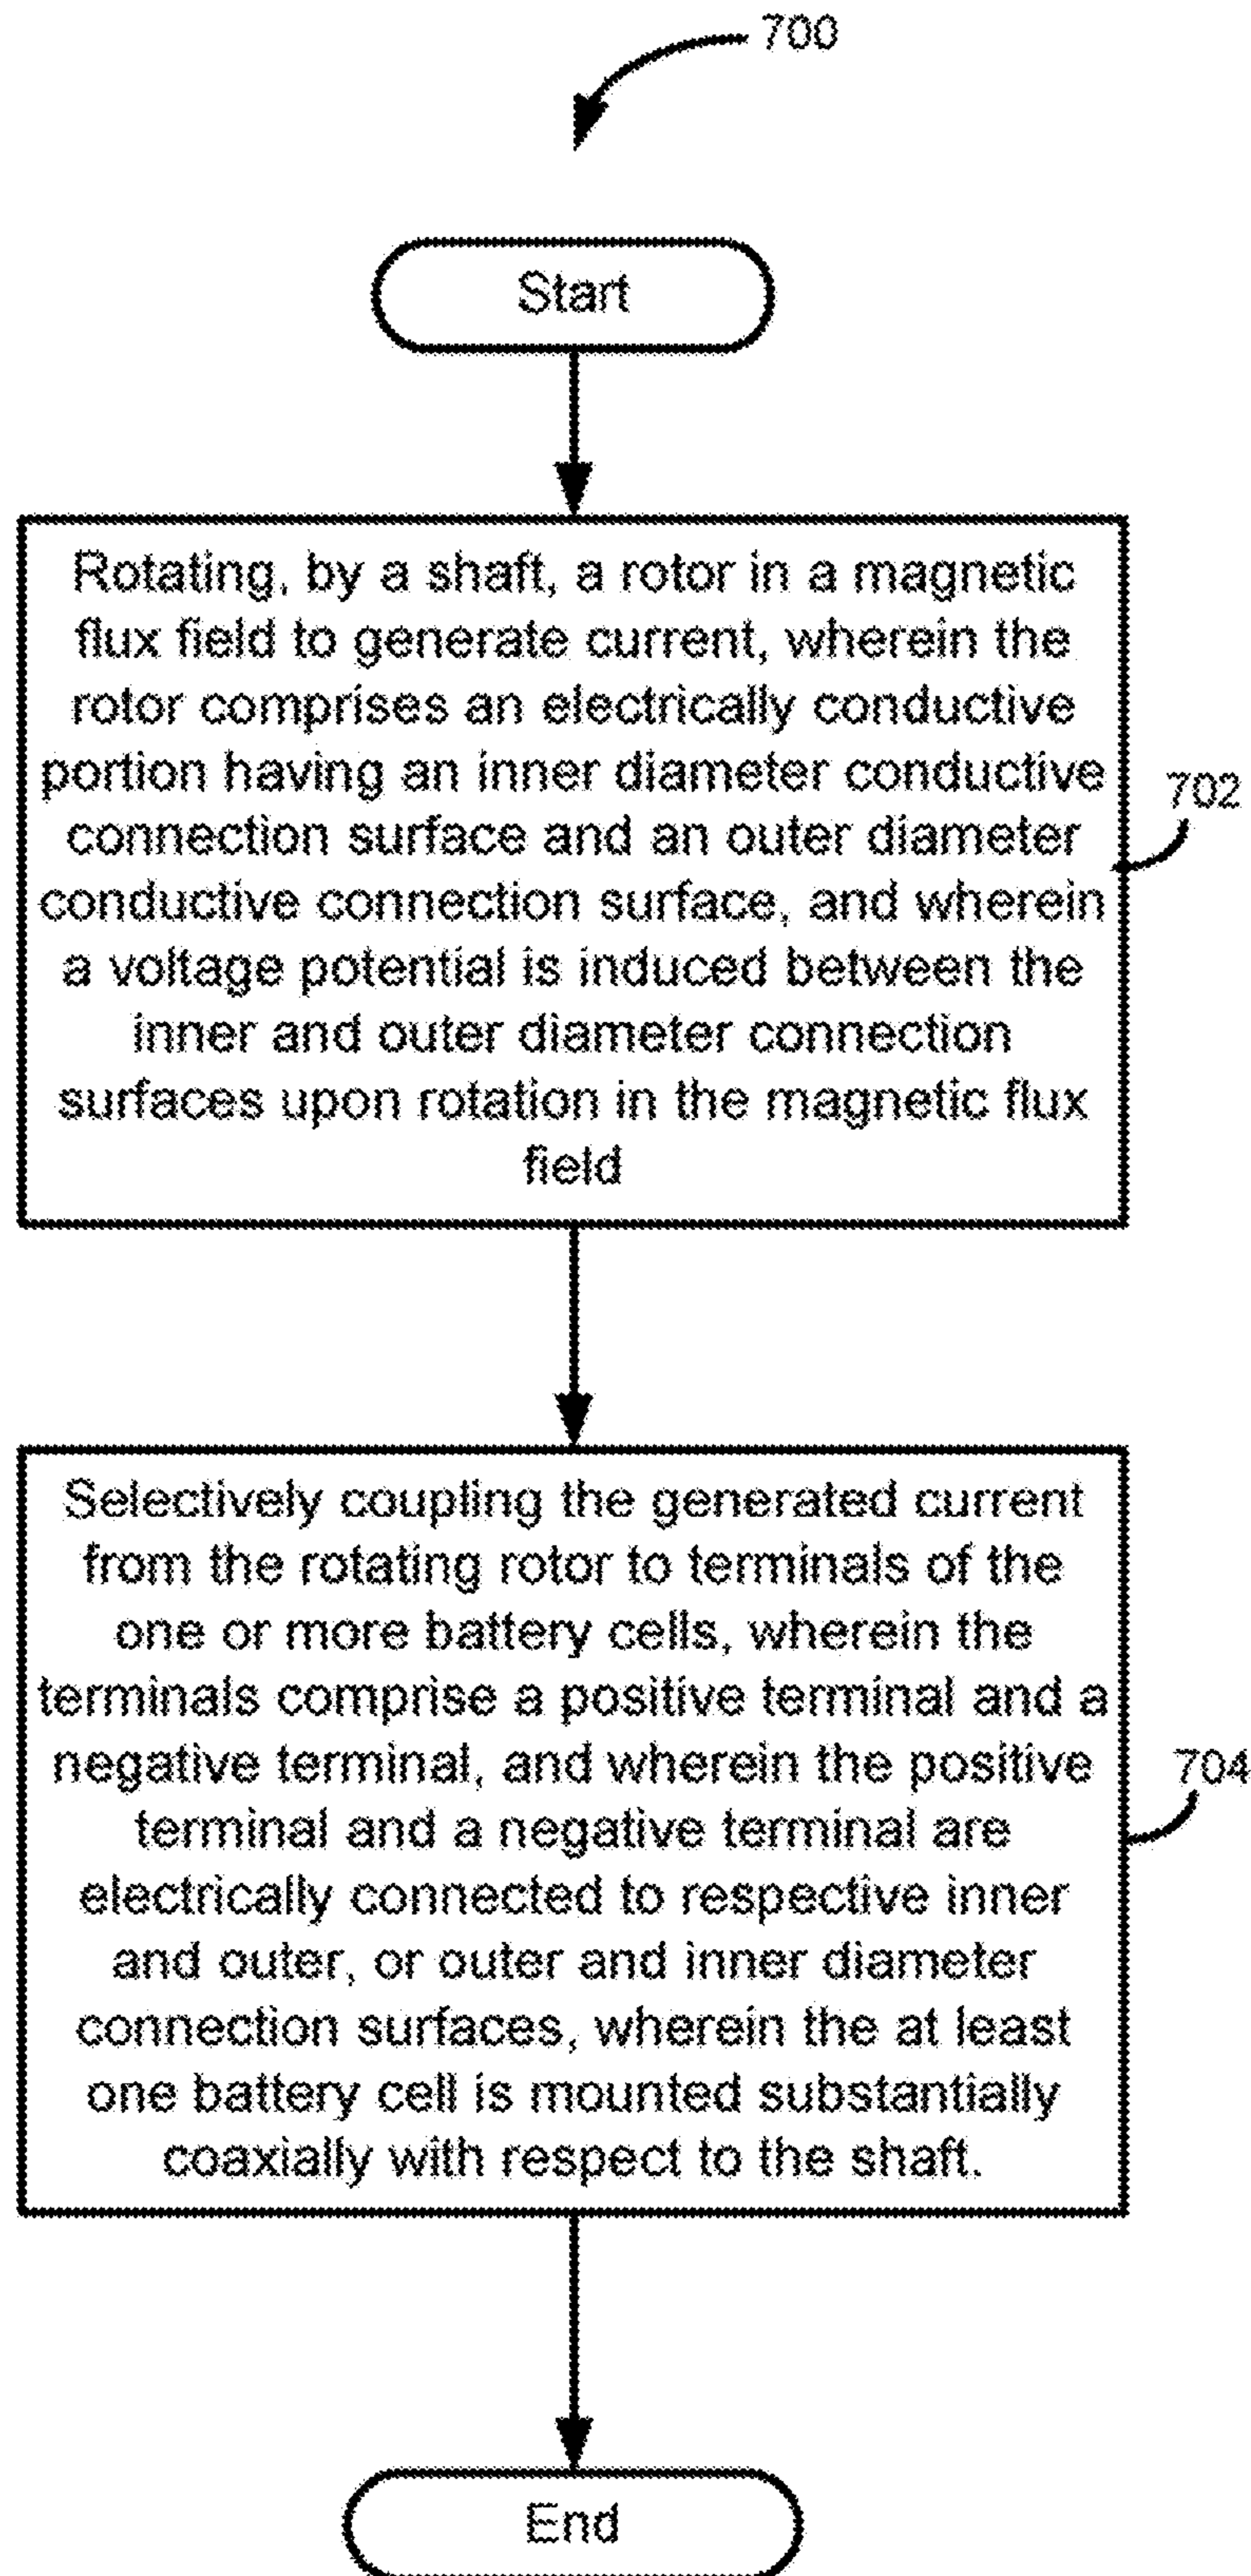 700
Start
Rotating, by a shaft, a rotor in a magnetic
flux field to generate current, wherein the
rotor comprises an electrically conductive
portion having an inner diameter conductive
connection surface and an outer diameter
conductive connection surface, and wherein
a voltage potential is induced between the
inner and outer diameter connection
surfaces upon rotation in the magnetic flux
field
702
Selectively coupling the generated current
from the rotating rotor to terminals of the
one or more battery cells, wherein the
terminals comprise a positive terminal and a
negative terminal, and wherein the positive
terminal and a negative terminal are
electrically connected to respective inner
and outer, or outer and inner diameter
connection surfaces, wherein the at least
one battery cell is mounted substantially
coaxially with respect to the shaft.
704
End